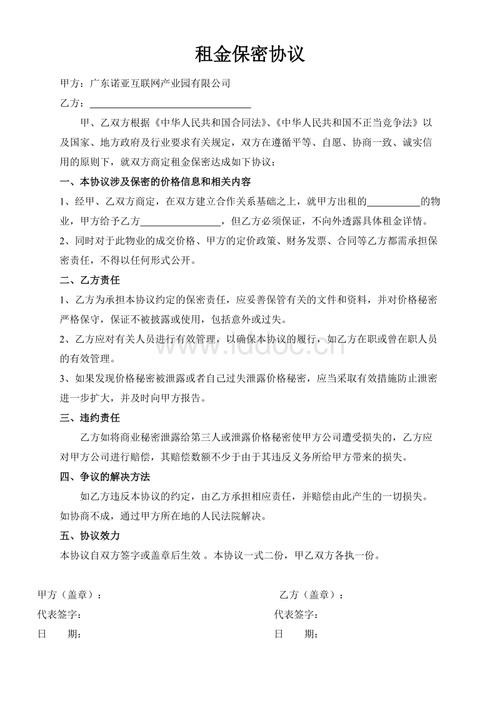 租金保密协议
甲方：广东诺亚互联网产业园有限公司
乙方：
甲、乙双方根据《中华人民共和国合同法》、《中华人民共和国不正当竞争法》以
及国家、地方政府及行业要求有关规定，双方在遵循平等、自愿、协商一致、诚实信
用的原则下，就双方商定租金保密达成如下协议：
一、本协议涉及保密的价格信息和相关内容
1、经甲、乙双方商定，在双方建立合作关系基础之上，就甲方出租的__________的物
业，甲方给予乙方______________，但乙方必须保证，不向外透露具体租金详情。
2、同时对于此物业的成交价格、甲方的定价政策、财务发票、合同等乙方都需承担保
密责任，不得以任何形式公开。
二、乙方责任
1、乙方为承担本协议约定的保密责任，应妥善保管有关的文件和资料，并对价格秘密
严格保守，保证不被披露或使用，包括意外或过失。
2、乙方应对有关人员进行有效管理，以确保本协议的履行，如乙方在职或曾在职人员
的有效管理。
www.iddoc.cn
3、如果发现价格秘密被泄露或者自己过失泄露价格秘密，应当采取有效措施防止泄密
进一步扩大，并及时向甲方报告。
三、违约责任
乙方如将商业秘密泄露给第三人或泄露价格秘密使甲方公司遭受损失的，乙方应
对甲方公司进行赔偿，其赔偿数额不少于由于其违反义务所给甲方带来的损失。
四、争议的解决方法
如乙方违反本协议的约定，由乙方承担相应责任，并赔偿由此产生的一切损失。
如协商不成，通过甲方所在地的人民法院解决。
五、协议效力
本协议自双方签字或盖章后生效 。本协议一式二份，甲乙双方各执一份。
甲方（盖章）： 乙方（盖章）：
代表签字： 代表签字：
日 期： 日 期：